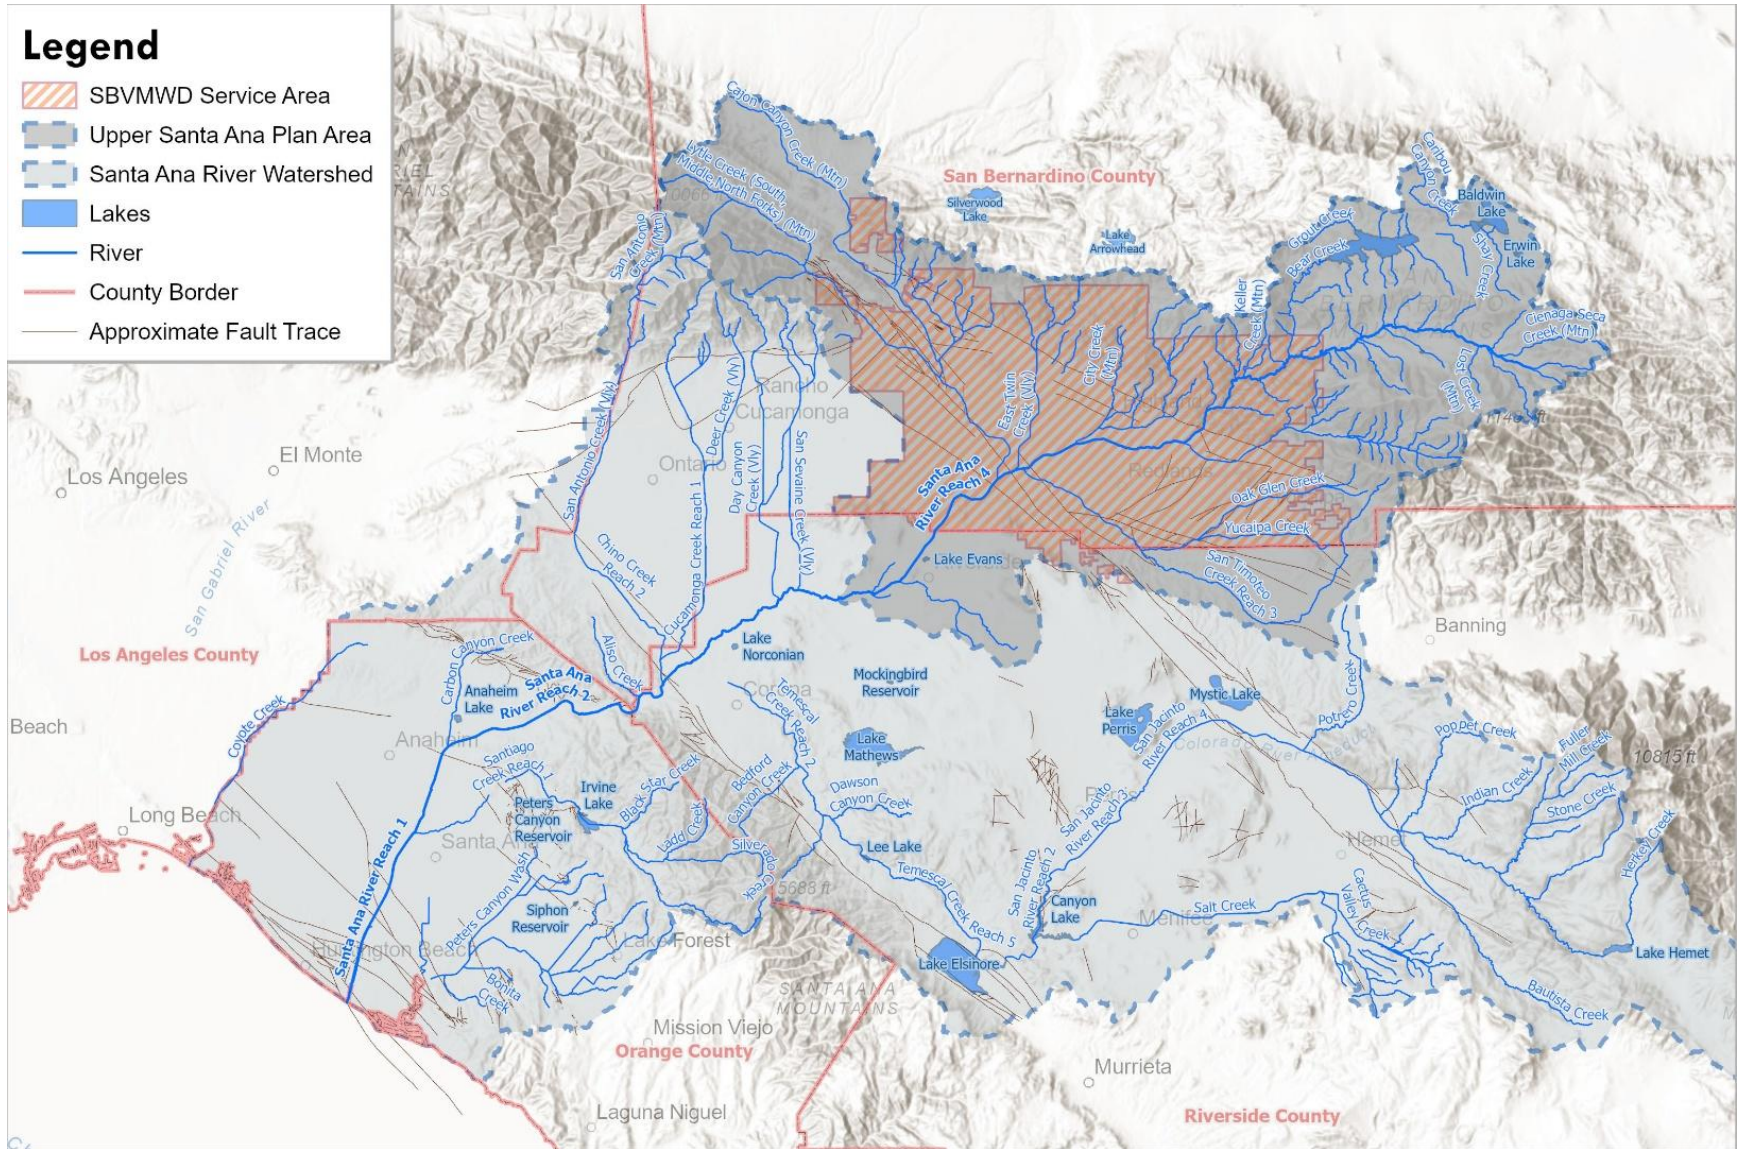 Legend
SBVMWD Service Area
Upper Santa Ana Plan Area
Santa Ana River Watershed
Lakes
River
County Border
Approximate Fault Trace
Cajon Canyon Creek (Mtn)
Lytle Creek (South,
Middle North Forks) (Mtn)
San Antonio
Creek (Mtn)
San Bernardino County
Silverwood
Lake
Lake
Arrowhead
Caribou
Canyon Creek
Baldwin
Lake
Erwin
Lake
Shay Creek
Grout Creek
Bear Creek
Keller
Creek (Mtn)
Cienaga Seca
Creek (Mtn)
Lost Creek
(Mtn)
City Creek
(Mtn)
East Twin
Creek (Vly)
Rancho
Cucamonga
Ontario
El Monte
Los Angeles
San Gabriel River
San Antonio Creek (Vly)
Deer Creek (Vly)
Day Canyon
Creek (Vly)
San Sevaine Creek (Vly)
Cucamonga Creek Reach 1
Chino Creek
Reach 2
Santa Ana
River Reach 4
Redlands
Oak Glen Creek
Yucaipa Creek
San Timoteo
Creek Reach 3
Lake Evans
Banning
Los Angeles County
Carbon Canyon Creek
Aliso Creek
Lake
Norconian
Anaheim
Lake
Santa Ana
River Reach 2
Coyote Creek
Beach
Anaheim
Corona
Temescal
Creek Reach 2
Mockingbird
Reservoir
Lake
Mathews
Lake
Perris
Mystic Lake
San Jacinto
River Reach 4
Colorado River Aqueduct
Potrero Creek
Poppet Creek
Fuller
Mill Creek
10815 ft
Indian Creek
Stone Creek
Herkey Creek
Santiago
Creek Reach 1
Irvine
Lake
Peters
Canyon
Reservoir
Black Star Creek
Bedford
Canyon Creek
Dawson
Canyon Creek
San Jacinto
River Reach 3
Long Beach
Santa Ana
Ladd Creek
Silverado Creek
Lee Lake
Hemet
5688 ft
Santa Ana River Reach 1
Peters Canyon Wash
Siphon
Reservoir
Temescal Creek Reach 5
San Jacinto
River Reach 2
Canyon
Lake
Salt Creek
Menifee
Cactus
Valley Creek
Huntington Beach
Lake Forest
Bonita
Creek
Lake Elsinore
Lake Hemet
Bautista Creek
SANTA ANA
MOUNTAINS
Mission Viejo
Orange County
Murrieta
Laguna Niguel
Riverside County